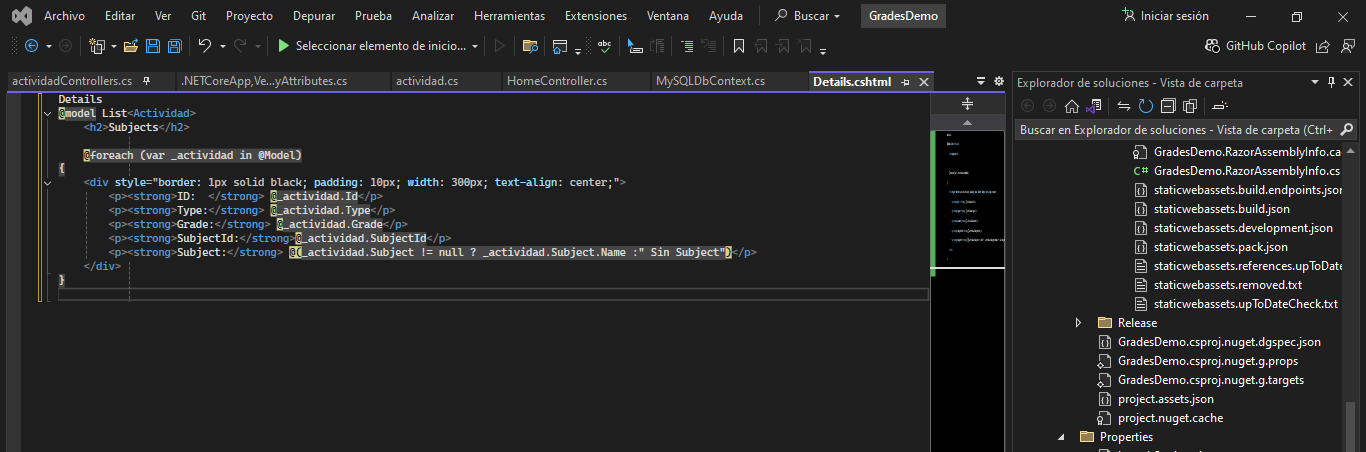 Archivo Editar Ver Git Proyecto Depurar Prueba Analizar Herramientas Extensiones Ventana Ayuda Buscar GradesDemo Iniciar sesión
Seleccionar elemento de inicio... GitHub Copilot
actividadControllers.cs .NETCoreApp,Ve...yAttributes.cs actividad.cs HomeController.cs MySQLDbContext.cs Details.cshtml
Details
@model List<Actividad>
<h2>Subjects</h2>
@foreach (var _actividad in @Model)
{
<div style="border: 1px solid black; padding: 10px; width: 300px; text-align: center;">
<p><strong>ID:  </strong> @_actividad.Id</p>
<p><strong>Type:</strong> @_actividad.Type</p>
<p><strong>Grade:</strong> @_actividad.Grade</p>
<p><strong>SubjectId:</strong>@_actividad.SubjectId</p>
<p><strong>Subject:</strong> @(_actividad.Subject != null ? _actividad.Subject.Name :" Sin Subject")</p>
</div>
}
Explorador de soluciones - Vista de carpeta
Buscar en Explorador de soluciones - Vista de carpeta (Ctrl+
GradesDemo.RazorAssemblyInfo.ca
C# GradesDemo.RazorAssemblyInfo.cs
staticwebassets.build.endpoints.json
staticwebassets.build.json
staticwebassets.development.json
staticwebassets.pack.json
staticwebassets.references.upToDate
staticwebassets.removed.txt
staticwebassets.upToDateCheck.txt
Release
GradesDemo.csproj.nuget.dgspec.json
GradesDemo.csproj.nuget.g.props
GradesDemo.csproj.nuget.g.targets
project.assets.json
project.nuget.cache
Properties